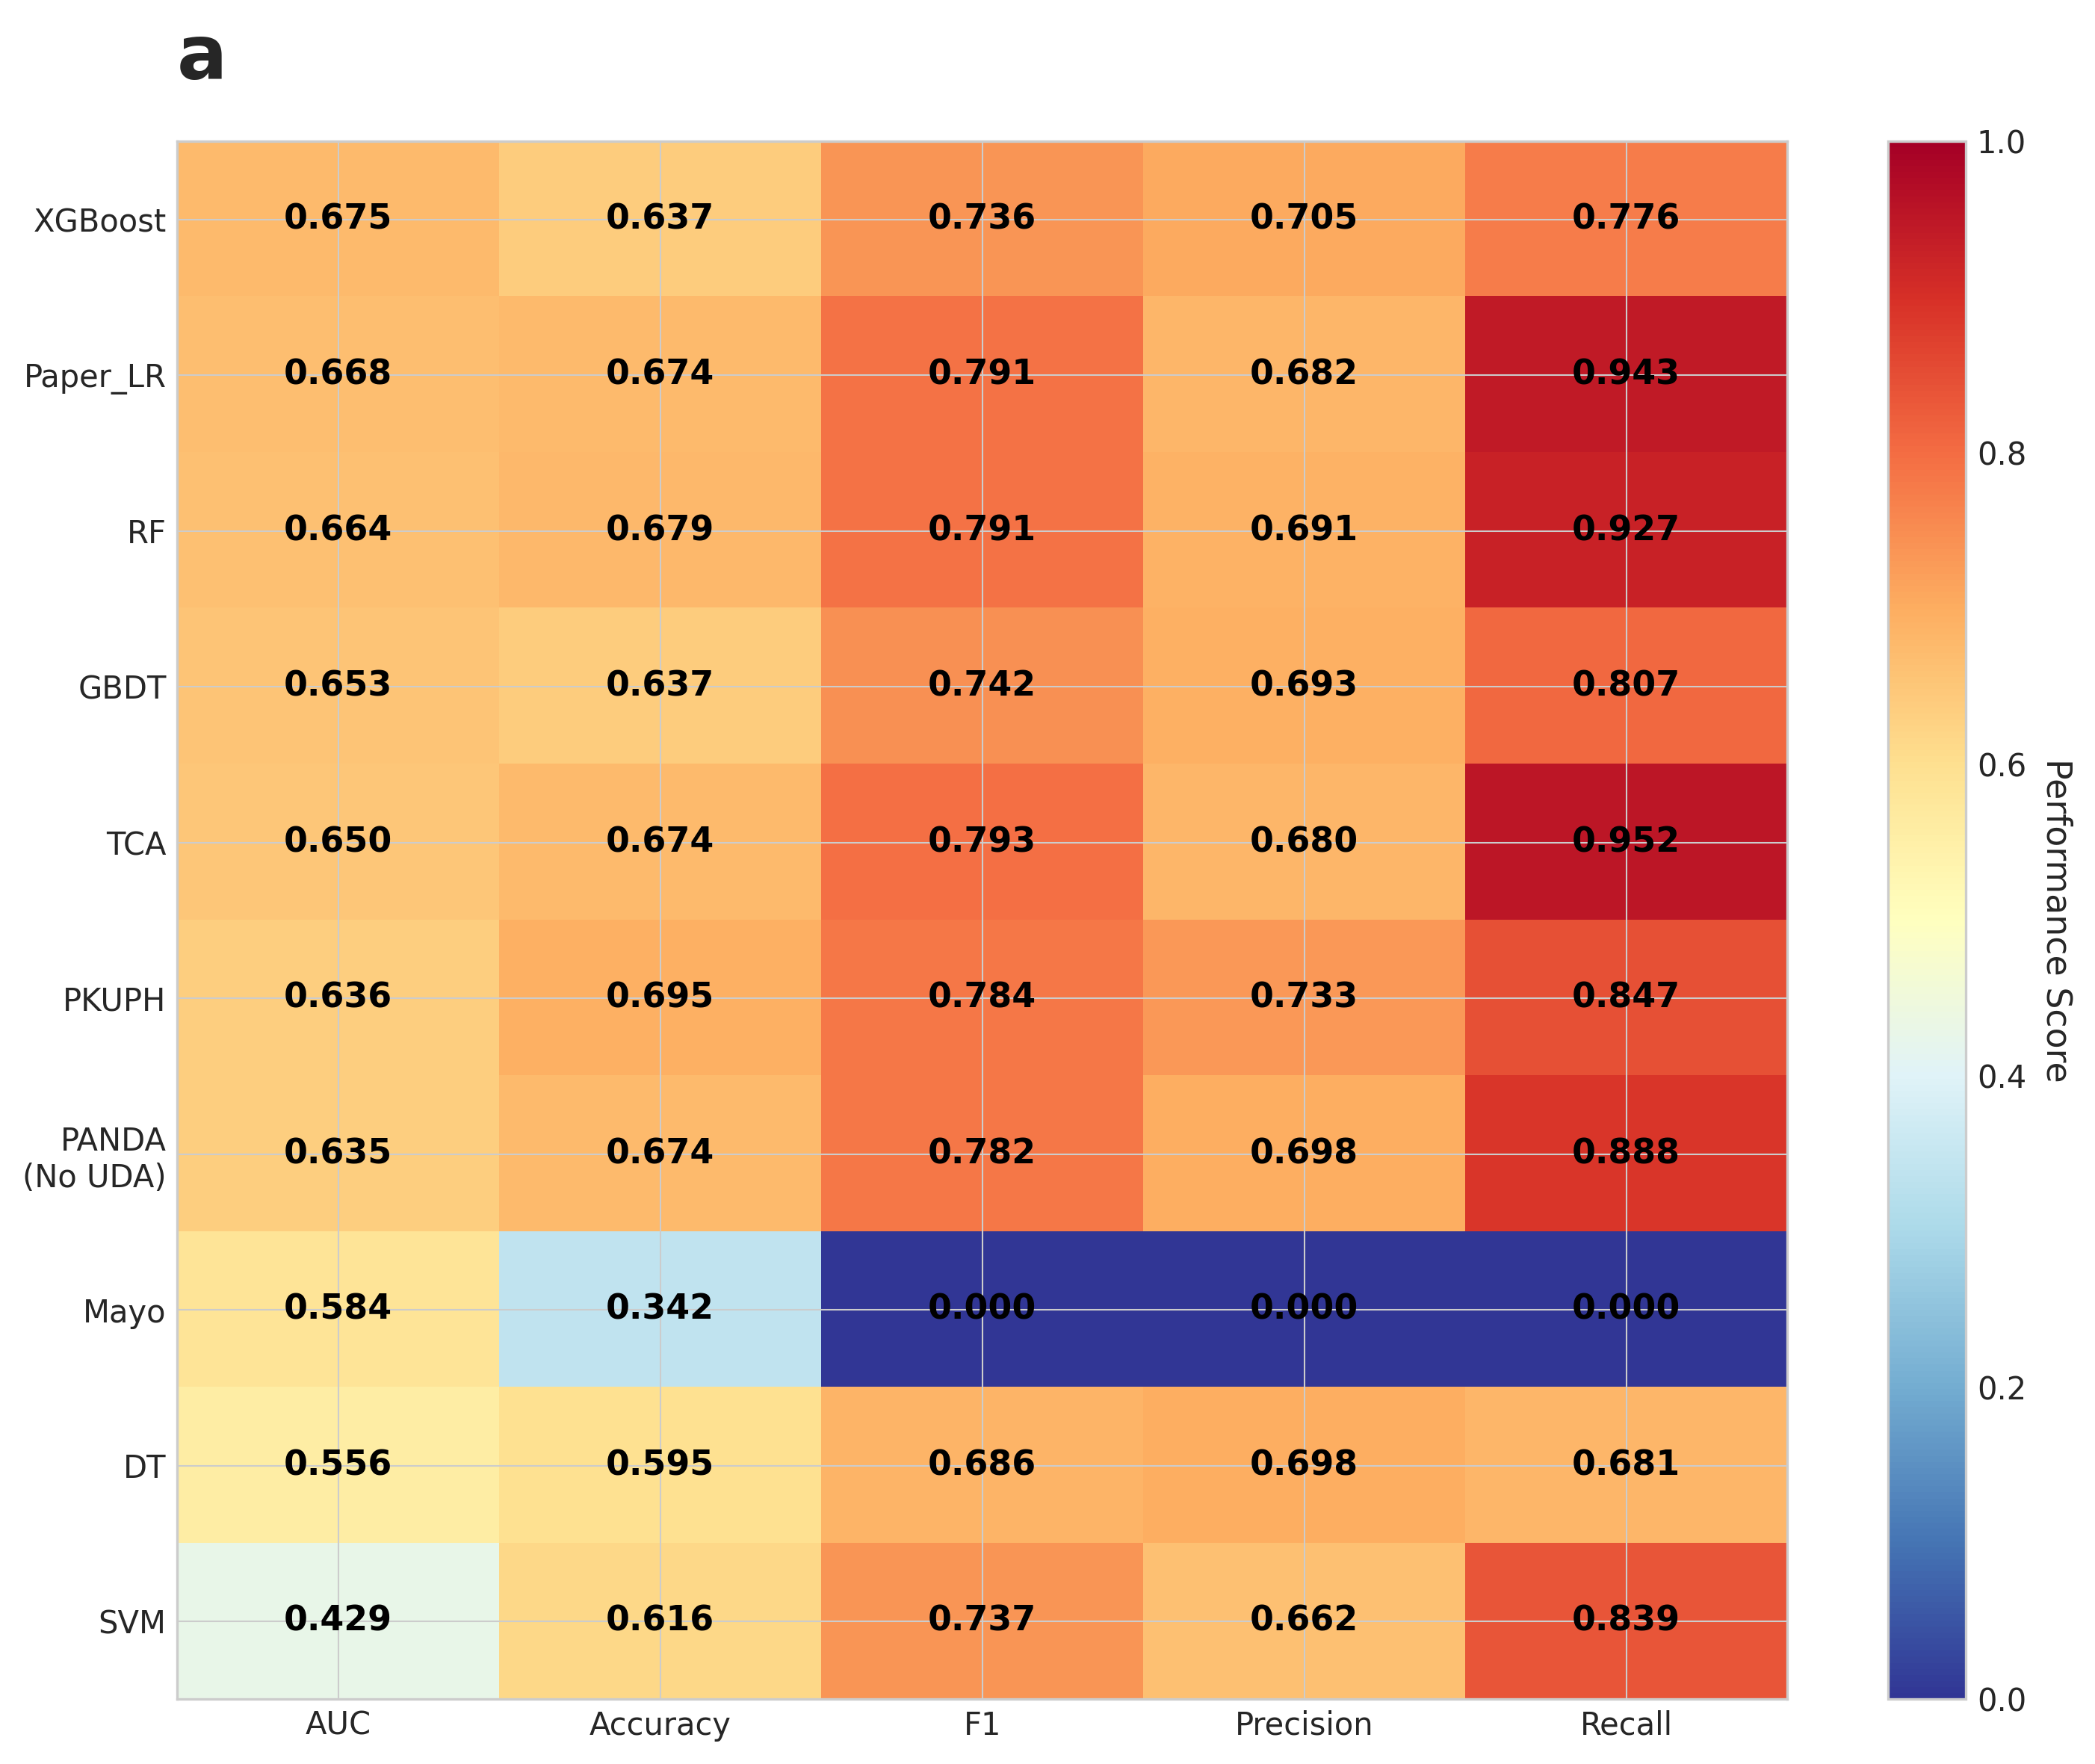 a
XGBoost 0.675 0.637 0.736 0.705 0.776
Paper_LR 0.668 0.674 0.791 0.682 0.943
RF 0.664 0.679 0.791 0.691 0.927
GBDT 0.653 0.637 0.742 0.693 0.807
TCA 0.650 0.674 0.793 0.680 0.952
PKUPH 0.636 0.695 0.784 0.733 0.847
PANDA
(No UDA) 0.635 0.674 0.782 0.698 0.888
Mayo 0.584 0.342 0.000 0.000 0.000
DT 0.556 0.595 0.686 0.698 0.681
SVM 0.429 0.616 0.737 0.662 0.839
AUC Accuracy F1 Precision Recall
1.0
0.8
0.6
0.4
0.2
0.0
Performance Score